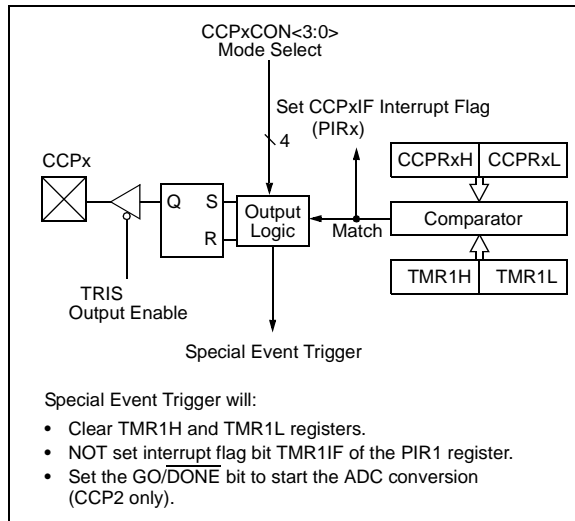 CCPxCON<3:0>
Mode Select
Set CCPxIF Interrupt Flag
(PIRx)
4
CCPx
CCPRxH CCPRxL
Q S
R
Output
Logic
Match
Comparator
TRIS
Output Enable
TMR1H TMR1L
Special Event Trigger
Special Event Trigger will:
• Clear TMR1H and TMR1L registers.
• NOT set interrupt flag bit TMR1IF of the PIR1 register.
• Set the GO/DONE bit to start the ADC conversion
(CCP2 only).